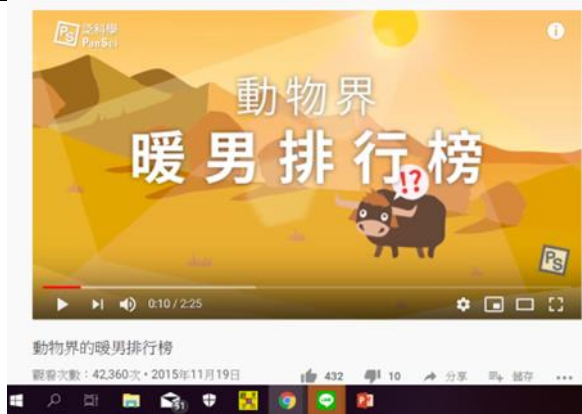 PS 泛科學
PanSci
動物界
暖男排行榜
!?
PS
0:10 / 2:25
動物界的暖男排行榜
觀看次數：42,360次・2015年11月19日
432
10
分享
儲存
51